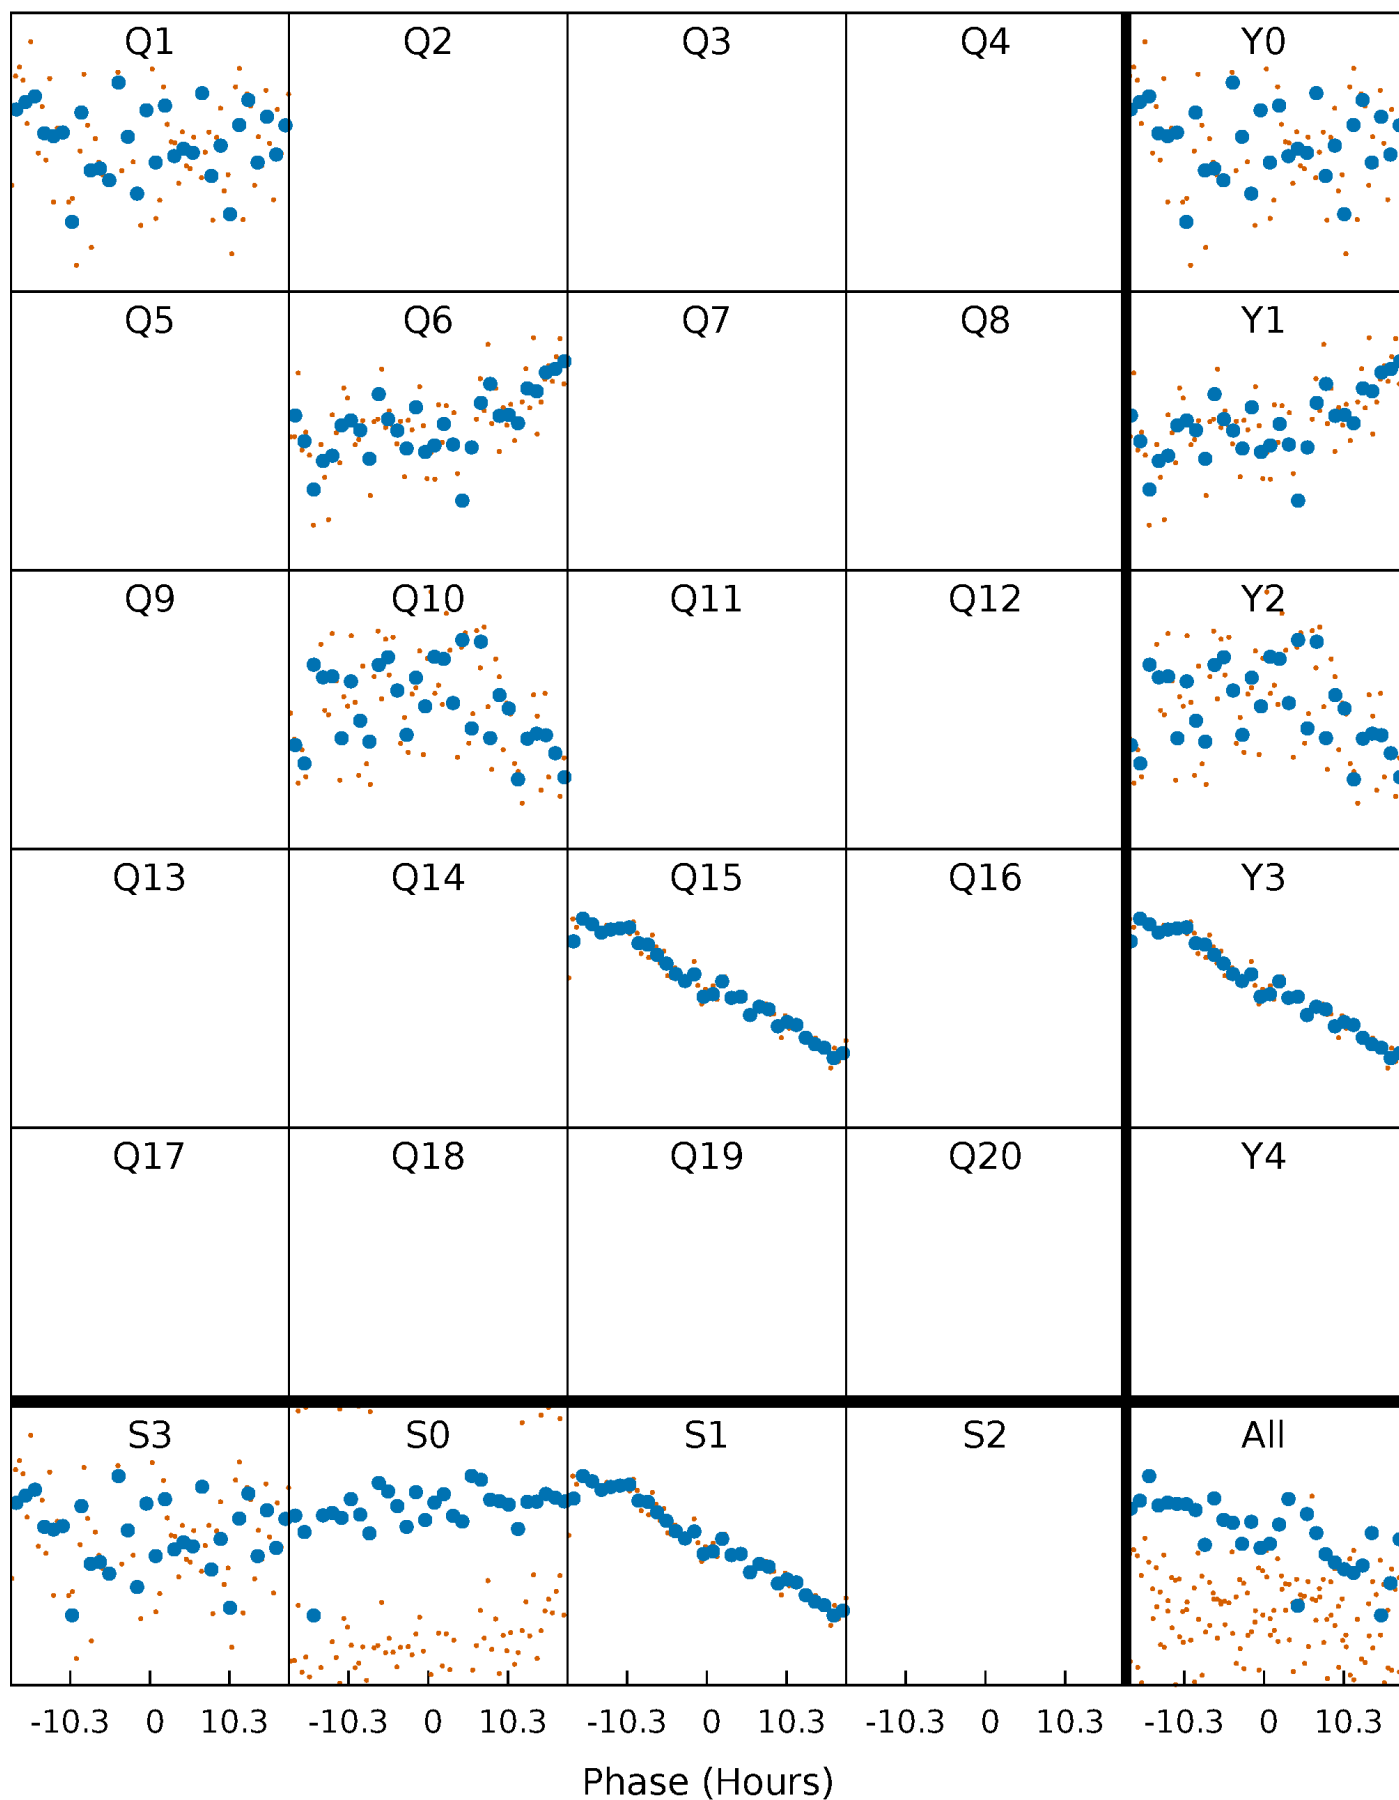 Q1 Q2 Q3 Q4 Y0
Q5 Q6 Q7 Q8 Y1
Q9 Q10 Q11 Q12 Y2
Q13 Q14 Q15 Q16 Y3
Q17 Q18 Q19 Q20 Y4
S3 S0 S1 S2 All
-10.3 0 10.3 -10.3 0 10.3 -10.3 0 10.3 -10.3 0 10.3 -10.3 0 10.3
Phase (Hours)